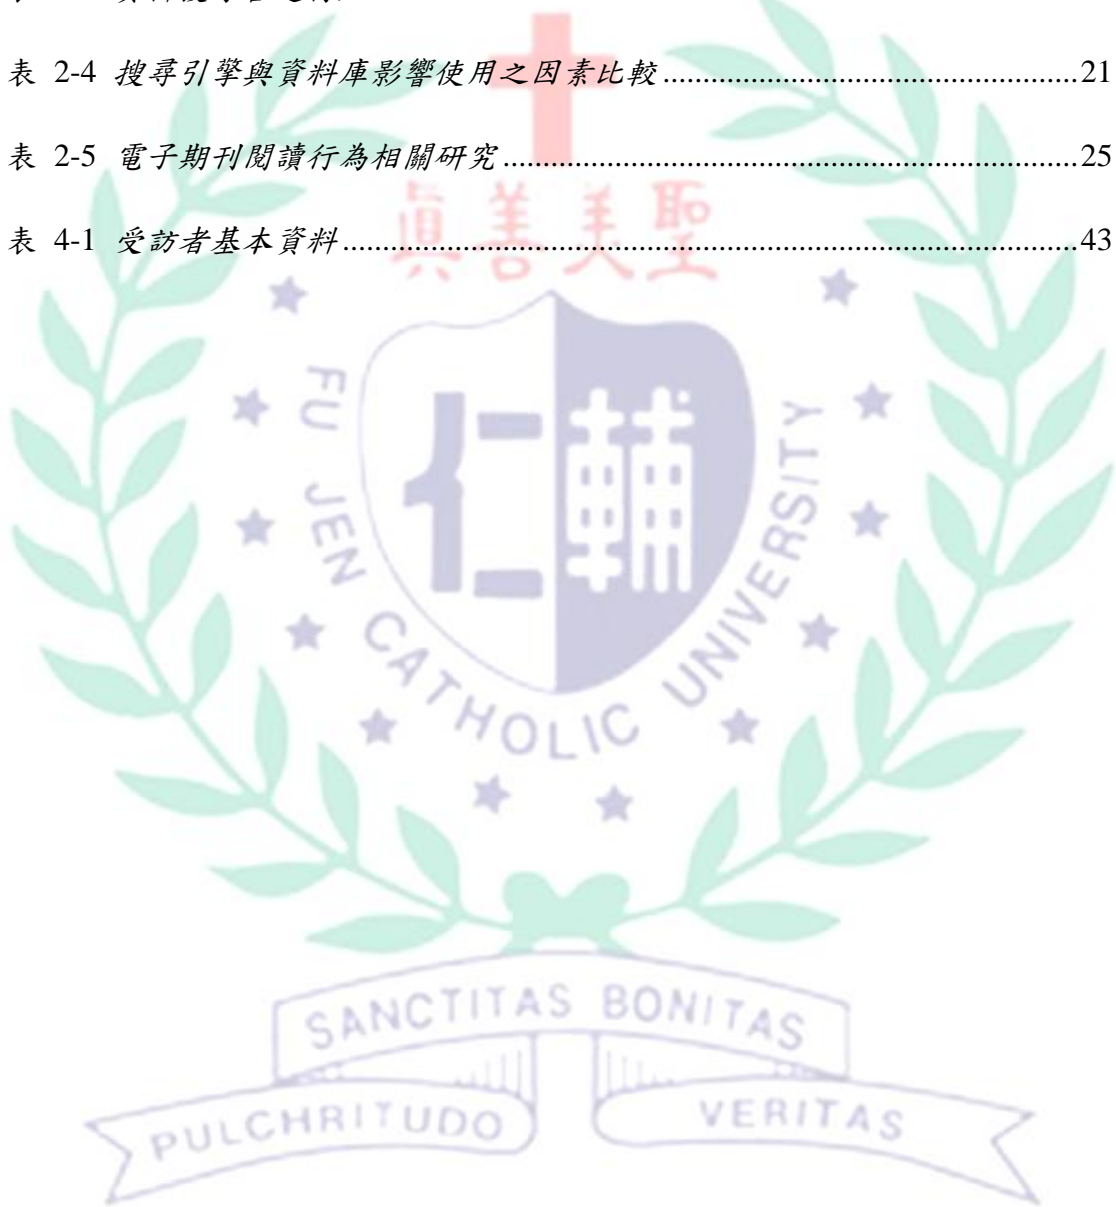 表 2-4 搜尋引擎與資料庫影響使用之因素比較................................................21
表 2-5 電子期刊閱讀行為相關研究................................................25
表 4-1 受訪者基本資料................................................43
真善美聖
FU JEN CATHOLIC UNIVERSITY
仁輔
SANCTITAS BONITAS
PULCHRITUDO VERITAS